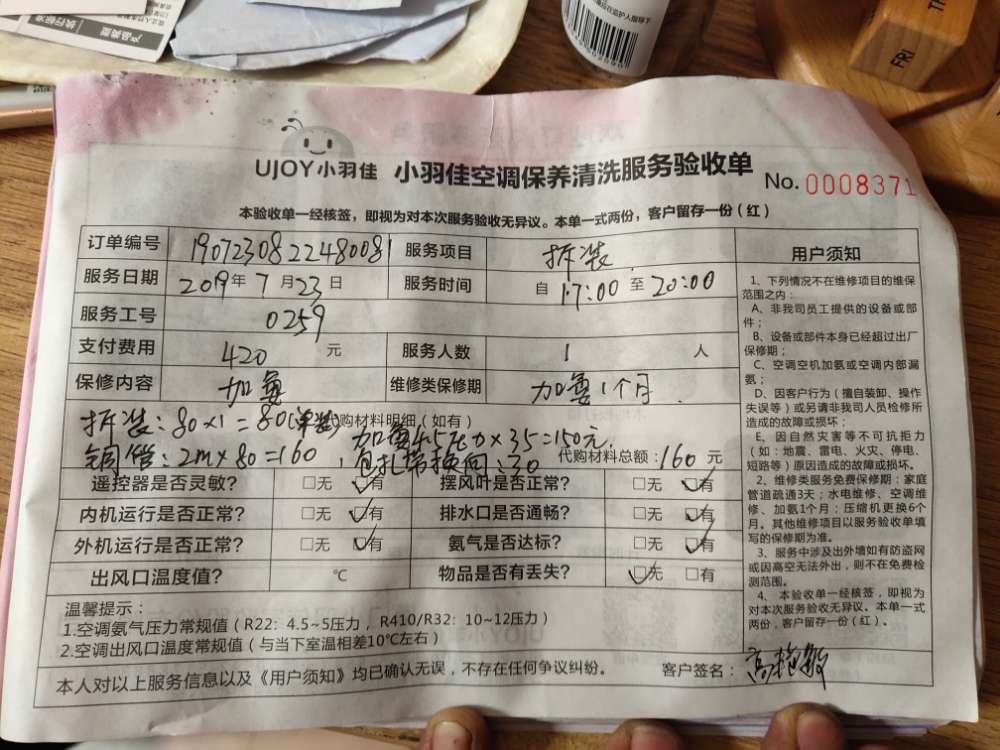 产品类型
执行标准
FRI
UJOY小羽佳 小羽佳空调保养清洗服务验收单 No. 0008371
本验收单一经核签，即视为对本次服务验收无异议。本单一式两份，客户留存一份（红）
订单编号 1907230822480081 服务项目 拆装
服务日期 2019年 7月23日 服务时间 自 17:00 至 20:00
服务工号 0259
支付费用 420 元 服务人数 1 人
保修内容 加氨 维修类保修期 加氨1个月
拆装：80×1=80(单装) 代购材料明细（如有）
加氨4.5压力×35=150元
铜管：2m×80=160，包扎带换向：30 代购材料总额：160元
遥控器是否灵敏？ □无 ☑有 摆风叶是否正常？ □无 ☑有
内机运行是否正常？ □无 ☑有 排水口是否通畅？ □无 ☑有
外机运行是否正常？ □无 ☑有 氨气是否达标？ □无 ☑有
出风口温度值？ ℃ 物品是否有丢失？ ☑无 □有
温馨提示：
1.空调氨气压力常规值（R22：4.5~5压力，R410/R32：10~12压力）
2.空调出风口温度常规值（与当下室温相差10℃左右）
本人对以上服务信息以及《用户须知》均已确认无误，不存在任何争议纠纷。 客户签名：高艳敏
用户须知
1、下列情况不在维修项目的维保
范围之内：
A、非我司员工提供的设备或部
件；
B、设备或部件本身已经超过出厂
保修期；
C、空调空机加氨或空调内部漏
氨；
D、因客户行为（擅自装卸、操作
失误等）或另请非我司人员检修所
造成的故障或损坏；
E、因自然灾害等不可抗拒力
（如：地震、雷电、火灾、停电、
短路等）原因造成的故障或损坏。
2、维修类服务免费保修期：家庭
管道疏通3天；水电维修、空调维
修、加氨1个月；压缩机更换6个
月。其他维修项目以服务验收单填
写的保修期为准。
3、服务中涉及出外墙如有防盗网
或因高空无法外出，则不在免费检
测范围。
4、本验收单一经核签，即视为
对本次服务验收无异议。本单一式
两份，客户留存一份（红）。